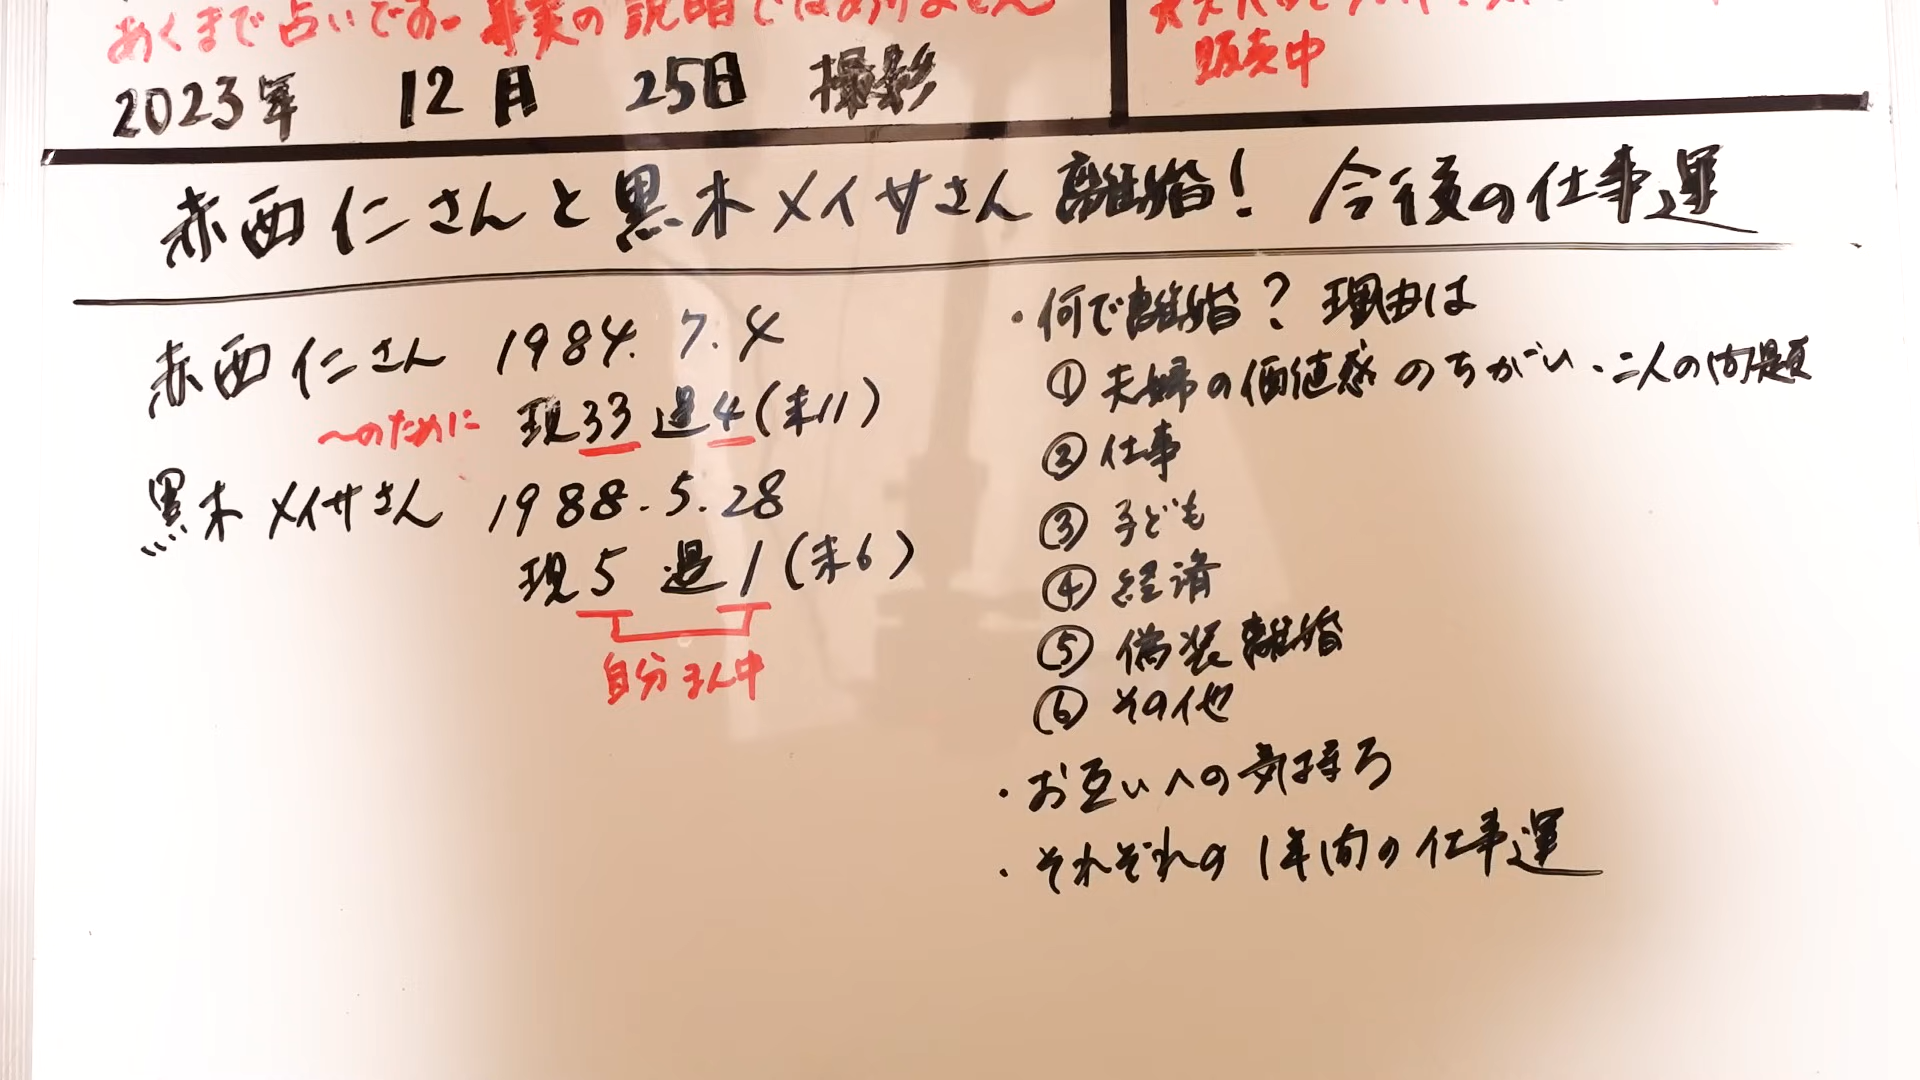 あくまで占いです。事実の説明ではありません
販売中
2023年 12月 25日 撮影
赤西仁さんと黒木メイサさん離婚! 今後の仕事運
赤西仁さん 1984.7.4
〜のために 現33 過4(未11)
黒木メイサさん 1988.5.28
現5 過1(未6)
自分まん中
・何で離婚? 理由は
① 夫婦の価値感のちがい、二人の問題
② 仕事
③ 子ども
④ 経済
⑤ 偽装離婚
⑥ その他
・お互いへの気持ち
・それぞれの1年間の仕事運